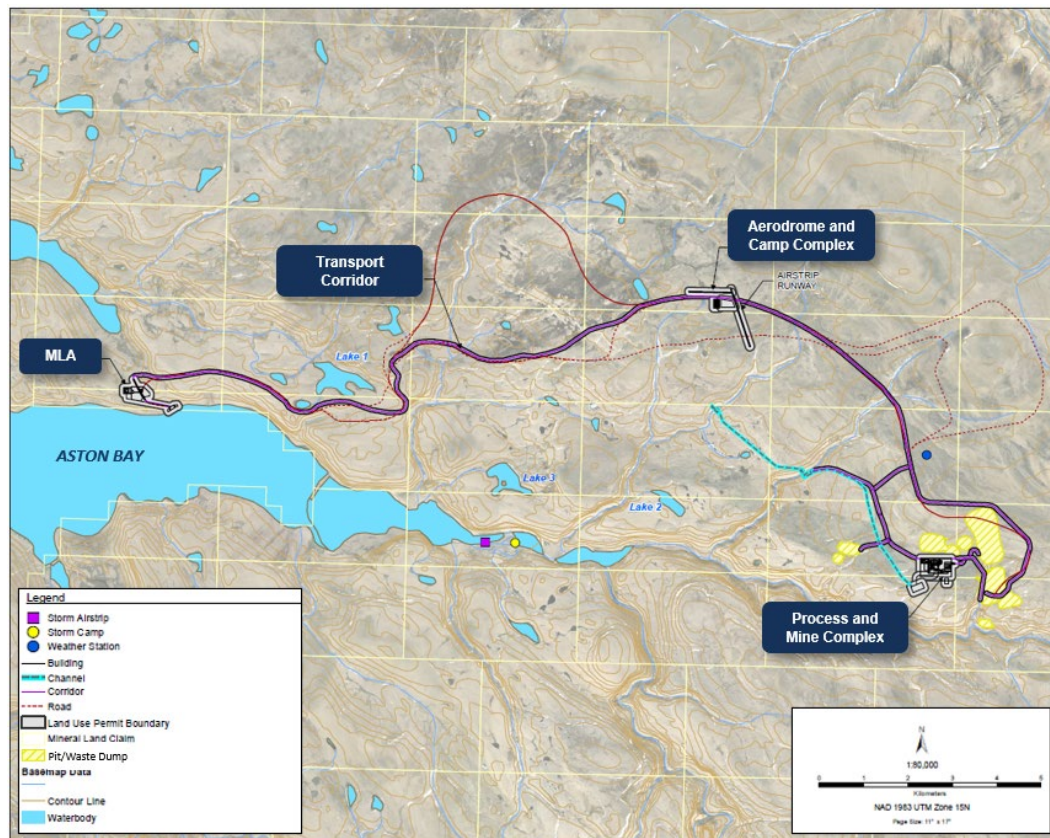 Aerodrome and
Camp Complex
Transport
Corridor
AIRSTRIP
RUNWAY
MLA
Lake 1
ASTON BAY
Lake 3
Lake 2
Process and
Mine Complex
Legend
Storm Airstrip
Storm Camp
Weather Station
Building
Channel
Corridor
Road
Land Use Permit Boundary
Mineral Land Claim
Pit/Waste Dump
Basemap Data
Contour Line
Waterbody
N
1:80,000
0 1 2 3 4 5
Kilometers
NAD 1983 UTM Zone 15N
Page Size: 11" x 17"